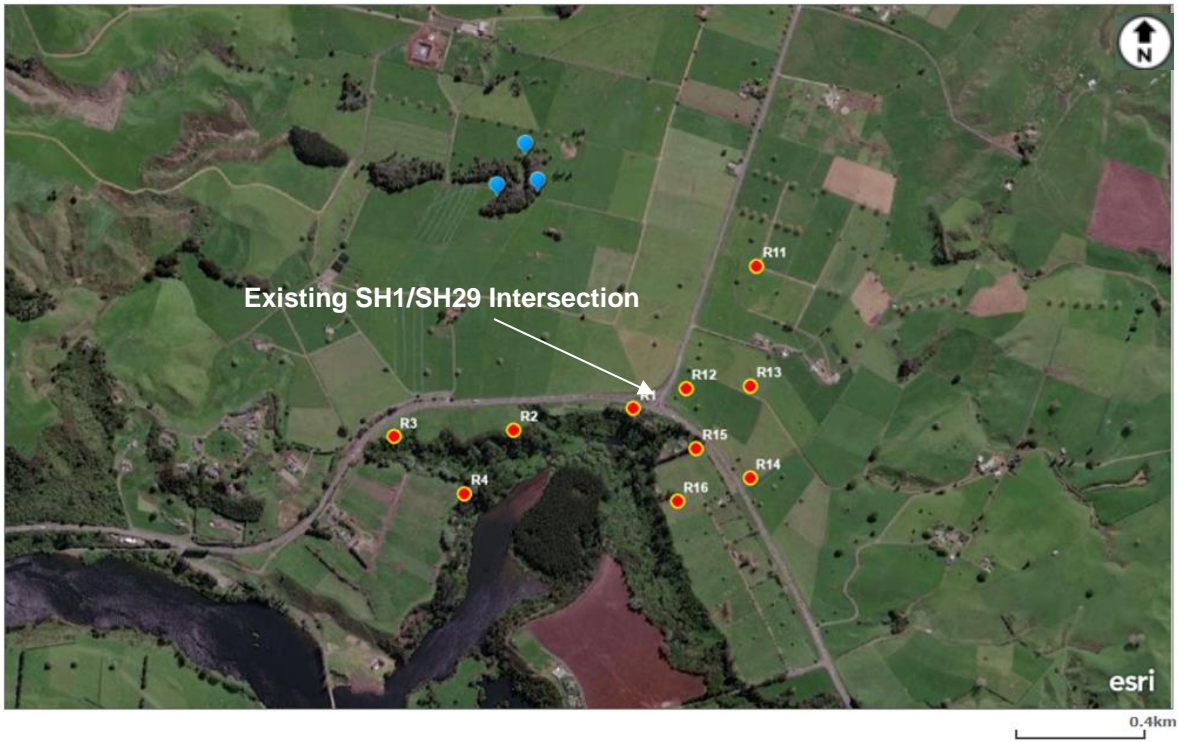 N
R11
Existing SH1/SH29 Intersection
R12
R13
R1
R2
R3
R15
R14
R4
R16
esri
0.4km